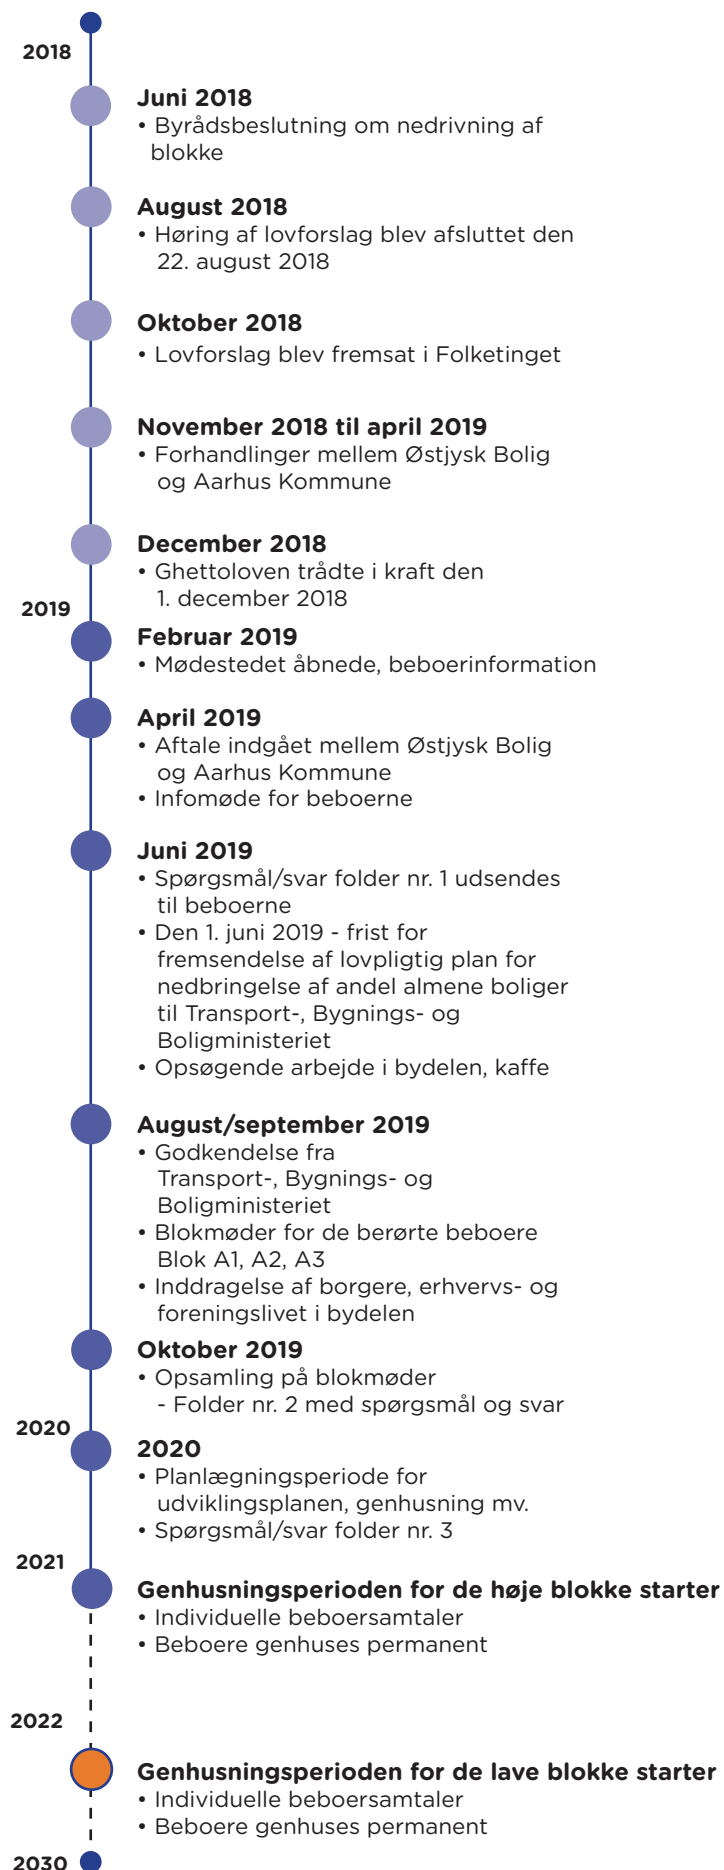 2018
Juni 2018
• Byrådsbeslutning om nedrivning af
blokke
August 2018
• Høring af lovforslag blev afsluttet den
22. august 2018
Oktober 2018
• Lovforslag blev fremsat i Folketinget
November 2018 til april 2019
• Forhandlinger mellem Østjysk Bolig
og Aarhus Kommune
December 2018
• Ghettoloven trådte i kraft den
1. december 2018
2019
Februar 2019
• Mødestedet åbnede, beboerinformation
April 2019
• Aftale indgået mellem Østjysk Bolig
og Aarhus Kommune
• Infomøde for beboerne
Juni 2019
• Spørgsmål/svar folder nr. 1 udsendes
til beboerne
• Den 1. juni 2019 - frist for
fremsendelse af lovpligtig plan for
nedbringelse af andel almene boliger
til Transport-, Bygnings- og
Boligministeriet
• Opsøgende arbejde i bydelen, kaffe
August/september 2019
• Godkendelse fra
Transport-, Bygnings- og
Boligministeriet
• Blokmøder for de berørte beboere
Blok A1, A2, A3
• Inddragelse af borgere, erhvervs- og
foreningslivet i bydelen
Oktober 2019
• Opsamling på blokmøder
- Folder nr. 2 med spørgsmål og svar
2020
2020
• Planlægningsperiode for
udviklingsplanen, genhusning mv.
• Spørgsmål/svar folder nr. 3
2021
Genhusningsperioden for de høje blokke starter
• Individuelle beboersamtaler
• Beboere genhuses permanent
2022
Genhusningsperioden for de lave blokke starter
• Individuelle beboersamtaler
• Beboere genhuses permanent
2030